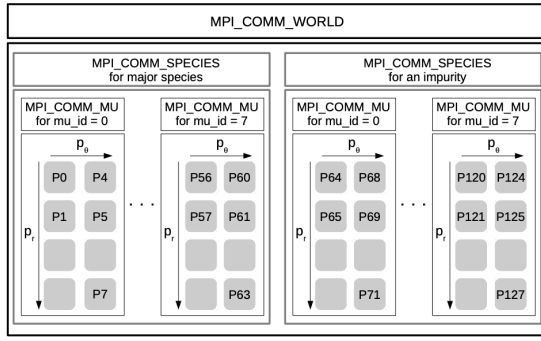 MPI_COMM_WORLD
MPI_COMM_SPECIES
for major species
MPI_COMM_SPECIES
for an impurity
MPI_COMM_MU
for mu_id = 0
MPI_COMM_MU
for mu_id = 7
MPI_COMM_MU
for mu_id = 0
MPI_COMM_MU
for mu_id = 7
pθ
pθ
pθ
pθ
P0 P4
P56 P60
P64 P68
P120 P124
P1 P5
. . .
P57 P61
P65 P69
. . .
P121 P125
pr
pr
pr
pr
P7
P63
P71
P127